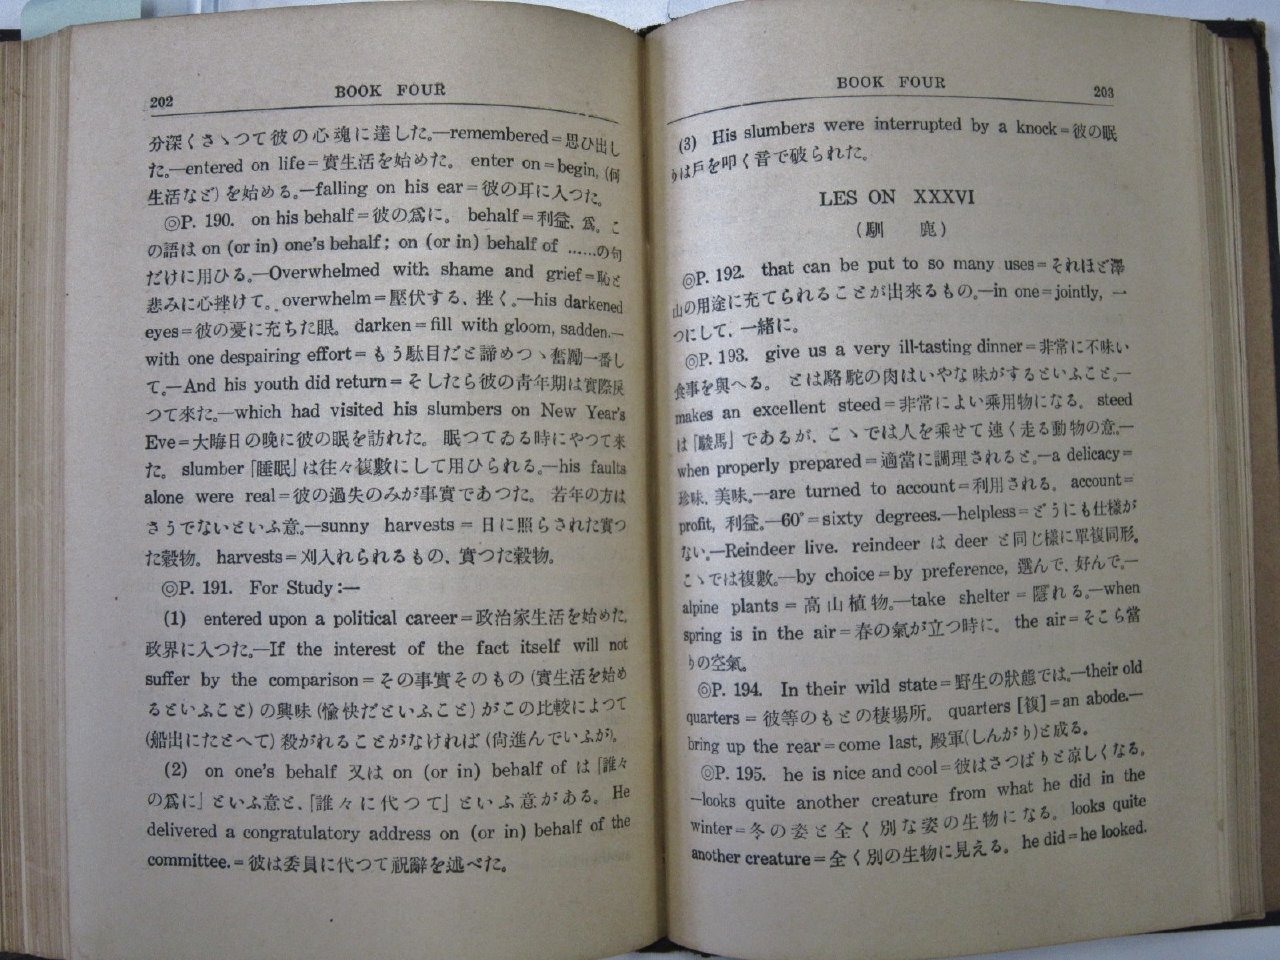 202
BOOK FOUR
分深くさヽつて彼の心魂に達した。—remembered=思ひ出し
た。—entered on life=實生活を始めた。 enter on=begin, (何
生活など)を始める。—falling on his ear=彼の耳に入つた。
◎P. 190. on his behalf=彼の爲に。 behalf=利益、爲。こ
の語は on (or in) one's behalf; on (or in) behalf of ......の句
だけに用ひる。—Overwhelmed with shame and grief=恥と
悲みに心挫けて。. overwhelm=壓伏する、挫く。—his darkened
eyes=彼の憂に充ちた眼。 darken=fill with gloom, sadden.—
with one despairing effort=もう駄目だと諦めつヽ奮勵一番し
て。—And his youth did return=そしたら彼の青年期は實際戻
つて來た。—which had visited his slumbers on New Year's
Eve=大晦日の晚に彼の眠を訪れた。 眠つてゐる時にやつて來
た。 slumber「睡眠」は往々複數にして用ひられる。—his faults
alone were real=彼の過失のみが事實であつた。 若年の方は
さうでないといふ意。—sunny harvests=日に照らされた實つ
た穀物。 harvests=刈入れられるもの、實つた穀物。
◎P. 191. For Study:—
(1) entered upon a political career=政治家生活を始めた。
政界に入つた。—If the interest of the fact itself will not
suffer by the comparison=その事實そのもの(實生活を始め
るといふこと)の興味(愉快だといふこと)がこの比較によつて
(船出にたとへて)殺がれることがなければ(尙進んでいふが)。
(2) on one's behalf 又は on (or in) behalf of は「誰々
の爲に」といふ意と、「誰々に代つて」といふ意がある。 He
delivered a congratulatory address on (or in) behalf of the
committee.=彼は委員に代つて祝辭を述べた。
BOOK FOUR
203
(3) His slumbers were interrupted by a knock=彼の眠
りは戶を叩く音で破られた。
LES ON XXXVI
(馴 鹿)
◎P. 192. that can be put to so many uses=それほど澤
山の用途に充てられることが出來るもの。—in one=jointly, 一
つにして、一緖に。
◎P. 193. give us a very ill-tasting dinner=非常に不味い
食事を與へる。 とは駱駝の肉はいやな味がするといふこと。—
makes an excellent steed=非常によい乘用物になる。 steed
は「駿馬」であるが、こヽでは人を乘せて速く走る動物の意。—
when properly prepared=適當に調理されると。—a delicacy=
珍味、美味。—are turned to account=利用される。 account=
profit, 利益。—60°=sixty degrees.—helpless=どうにも仕樣が
ない。—Reindeer live. reindeer は deer と同じ樣に單複同形。
こヽでは複數。—by choice=by preference, 選んで、好んで。—
alpine plants=高山植物。—take shelter=隱れる。—when
spring is in the air=春の氣が立つ時に。 the air=そこら當
りの空氣。
◎P. 194. In their wild state=野生の狀態では。—their old
quarters=彼等のもとの棲場所。 quarters [複]=an abode.—
bring up the rear=come last, 殿軍(しんがり)と成る。
◎P. 195. he is nice and cool=彼はさつぱりと凉しくなる。
—looks quite another creature from what he did in the
winter=冬の姿と全く別な姿の生物になる。 looks quite
another creature=全く別の生物に見える。 he did=he looked.